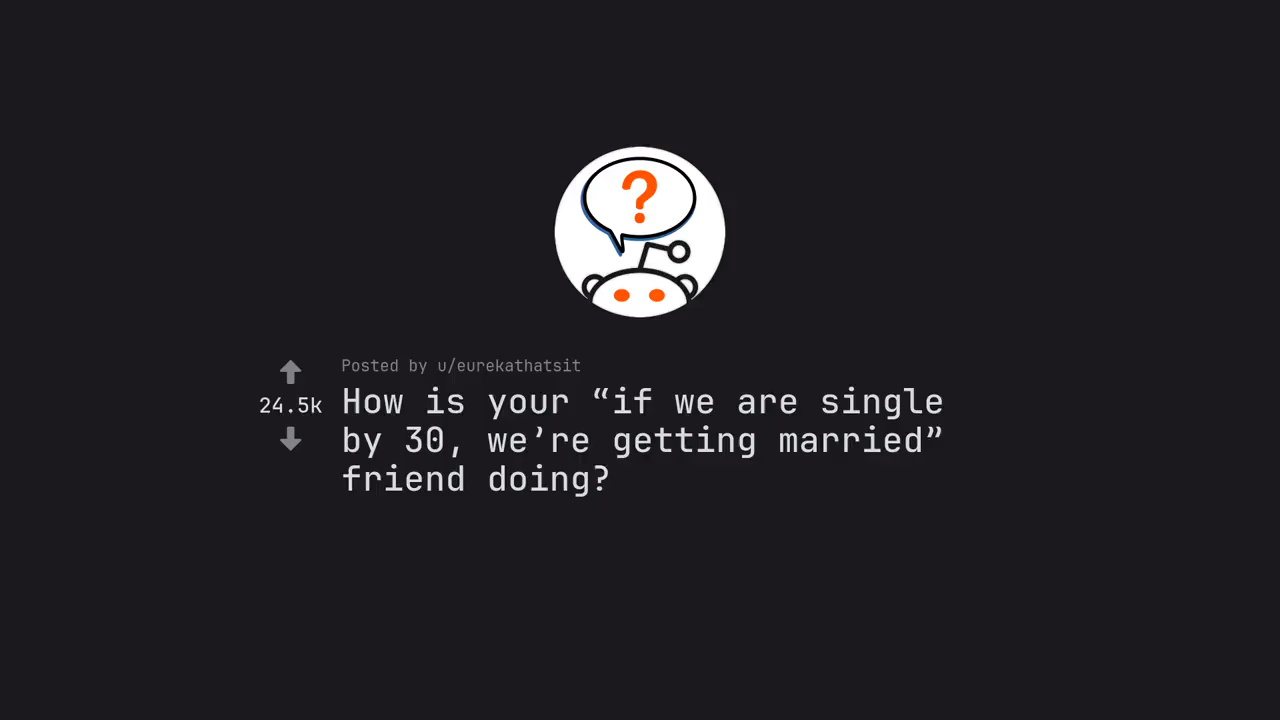 ?
Posted by u/eurekathatsit
24.5k
How is your “if we are single
by 30, we’re getting married”
friend doing?